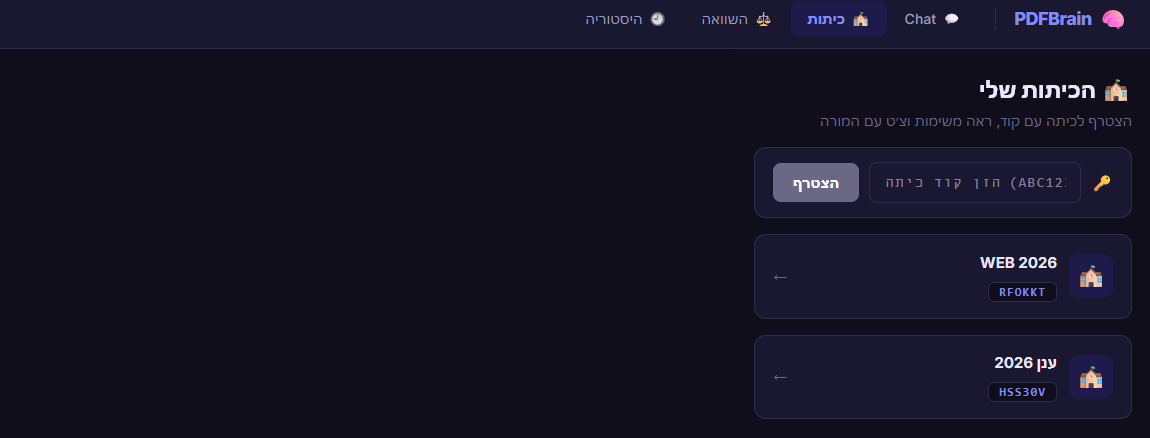 PDFBrain
Chat
כיתות
השוואה
היסטוריה
הכיתות שלי
הצטרף לכיתה עם קוד, ראה משימות וצ׳ט עם המורה
הזן קוד כיתה (ABC12
הצטרף
WEB 2026
RFOKKT
←
ענן 2026
HSS30V
←